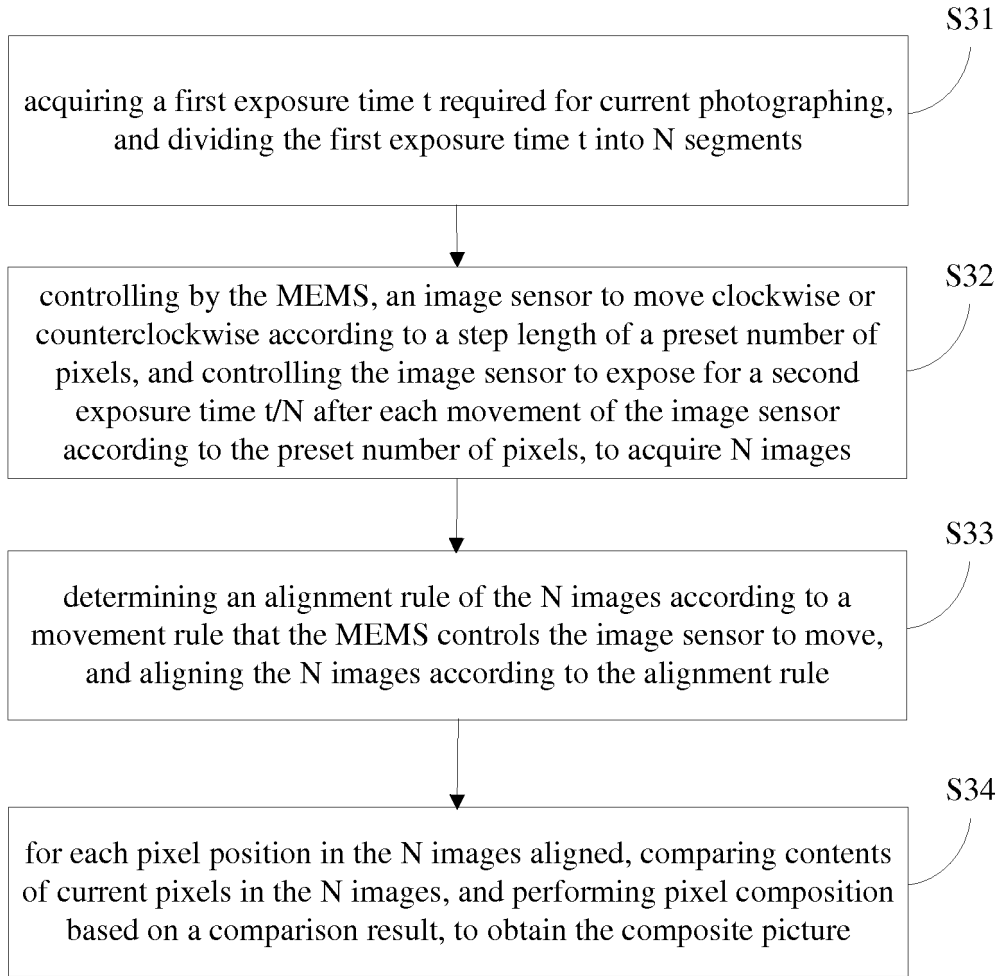 S31
acquiring a first exposure time t required for current photographing,
and dividing the first exposure time t into N segments
S32
controlling by the MEMS, an image sensor to move clockwise or
counterclockwise according to a step length of a preset number of
pixels, and controlling the image sensor to expose for a second
exposure time t/N after each movement of the image sensor
according to the preset number of pixels, to acquire N images
S33
determining an alignment rule of the N images according to a
movement rule that the MEMS controls the image sensor to move,
and aligning the N images according to the alignment rule
S34
for each pixel position in the N images aligned, comparing contents
of current pixels in the N images, and performing pixel composition
based on a comparison result, to obtain the composite picture